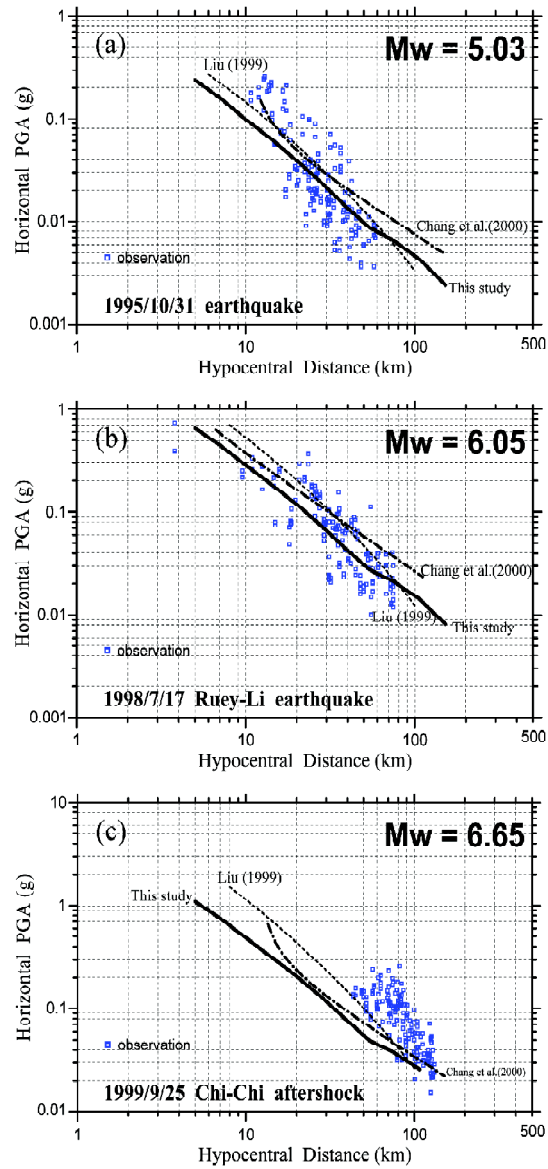 1
(a)
Mw = 5.03
Liu (1999)
0.1
Horizontal PGA (g)
0.01
Chang et al.(2000)
observation
This study
1995/10/31 earthquake
0.001
1
10
100
500
Hypocentral Distance (km)
1
(b)
Mw = 6.05
0.1
Horizontal PGA (g)
Chang et al.(2000)
0.01
Liu (1999)
This study
observation
1998/7/17 Ruey-Li earthquake
0.001
1
10
100
500
Hypocentral Distance (km)
10
(c)
Mw = 6.65
Liu (1999)
This study
1
Horizontal PGA (g)
0.1
observation
Chang et al.(2000)
1999/9/25 Chi-Chi aftershock
0.01
1
10
100
500
Hypocentral Distance (km)